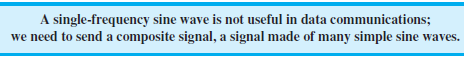 A single-frequency sine wave is not useful in data communications;
we need to send a composite signal, a signal made of many simple sine waves.